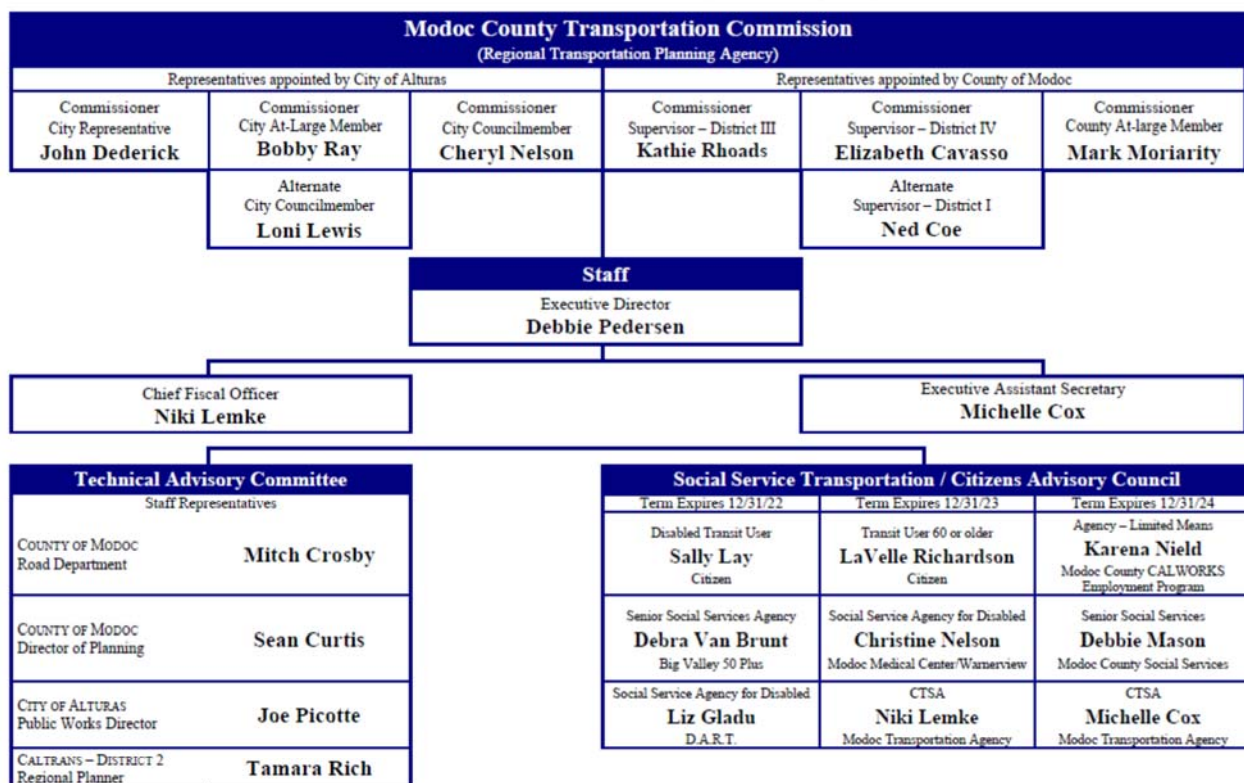 Modoc County Transportation Commission
(Regional Transportation Planning Agency)
Representatives appointed by City of Alturas
Representatives appointed by County of Modoc
Commissioner
City Representative
John Dederick
Commissioner
City At-Large Member
Bobby Ray
Commissioner
City Councilmember
Cheryl Nelson
Commissioner
Supervisor – District III
Kathie Rhoads
Commissioner
Supervisor – District IV
Elizabeth Cavasso
Commissioner
County At-large Member
Mark Moriarity
Alternate
City Councilmember
Loni Lewis
Alternate
Supervisor – District I
Ned Coe
Staff
Executive Director
Debbie Pedersen
Chief Fiscal Officer
Niki Lemke
Executive Assistant Secretary
Michelle Cox
Technical Advisory Committee
Staff Representatives
COUNTY OF MODOC
Road Department
Mitch Crosby
COUNTY OF MODOC
Director of Planning
Sean Curtis
CITY OF ALTURAS
Public Works Director
Joe Picotte
CALTRANS – DISTRICT 2
Regional Planner
Tamara Rich
Social Service Transportation / Citizens Advisory Council
Term Expires 12/31/22
Term Expires 12/31/23
Term Expires 12/31/24
Disabled Transit User
Sally Lay
Citizen
Transit User 60 or older
LaVelle Richardson
Citizen
Agency – Limited Means
Karena Nield
Modoc County CALWORKS
Employment Program
Senior Social Services Agency
Debra Van Brunt
Big Valley 50 Plus
Social Service Agency for Disabled
Christine Nelson
Modoc Medical Center/Warnerview
Senior Social Services
Debbie Mason
Modoc County Social Services
Social Service Agency for Disabled
Liz Gladu
D.A.R.T.
CTSA
Niki Lemke
Modoc Transportation Agency
CTSA
Michelle Cox
Modoc Transportation Agency